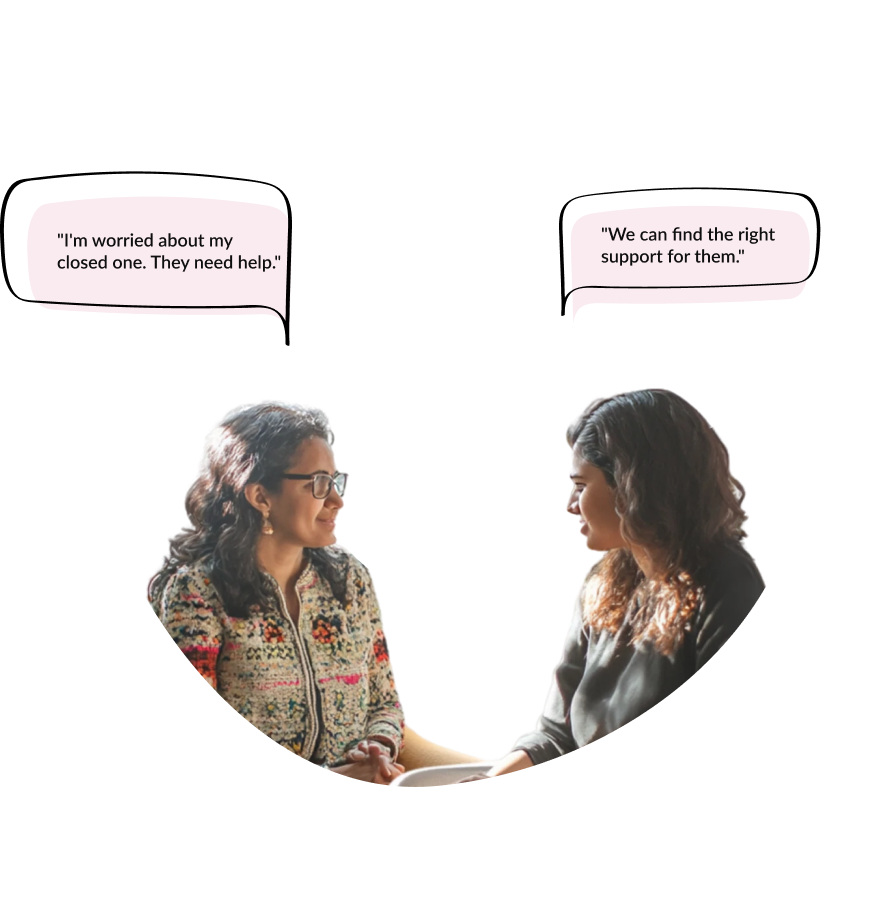 "I'm worried about my
closed one. They need help."
"We can find the right
support for them."